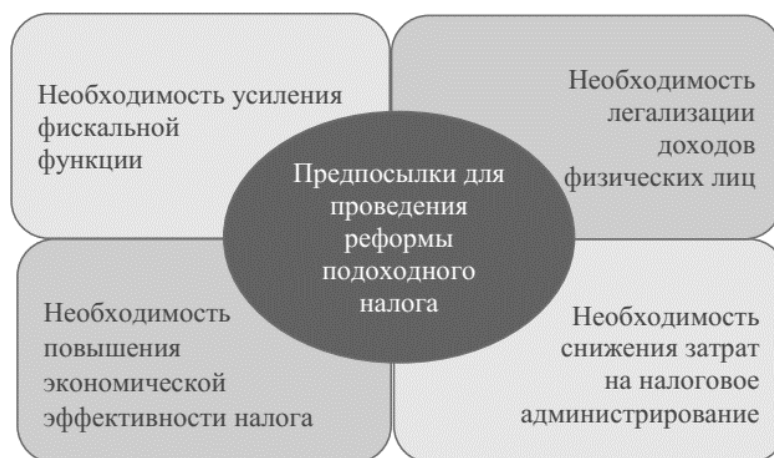 Необходимость усиления
фискальной
функции
Необходимость
легализации
доходов
физических лиц
Предпосылки для
проведения
реформы
подоходного
налога
Необходимость
повышения
экономической
эффективности налога
Необходимость
снижения затрат
на налоговое
администрирование